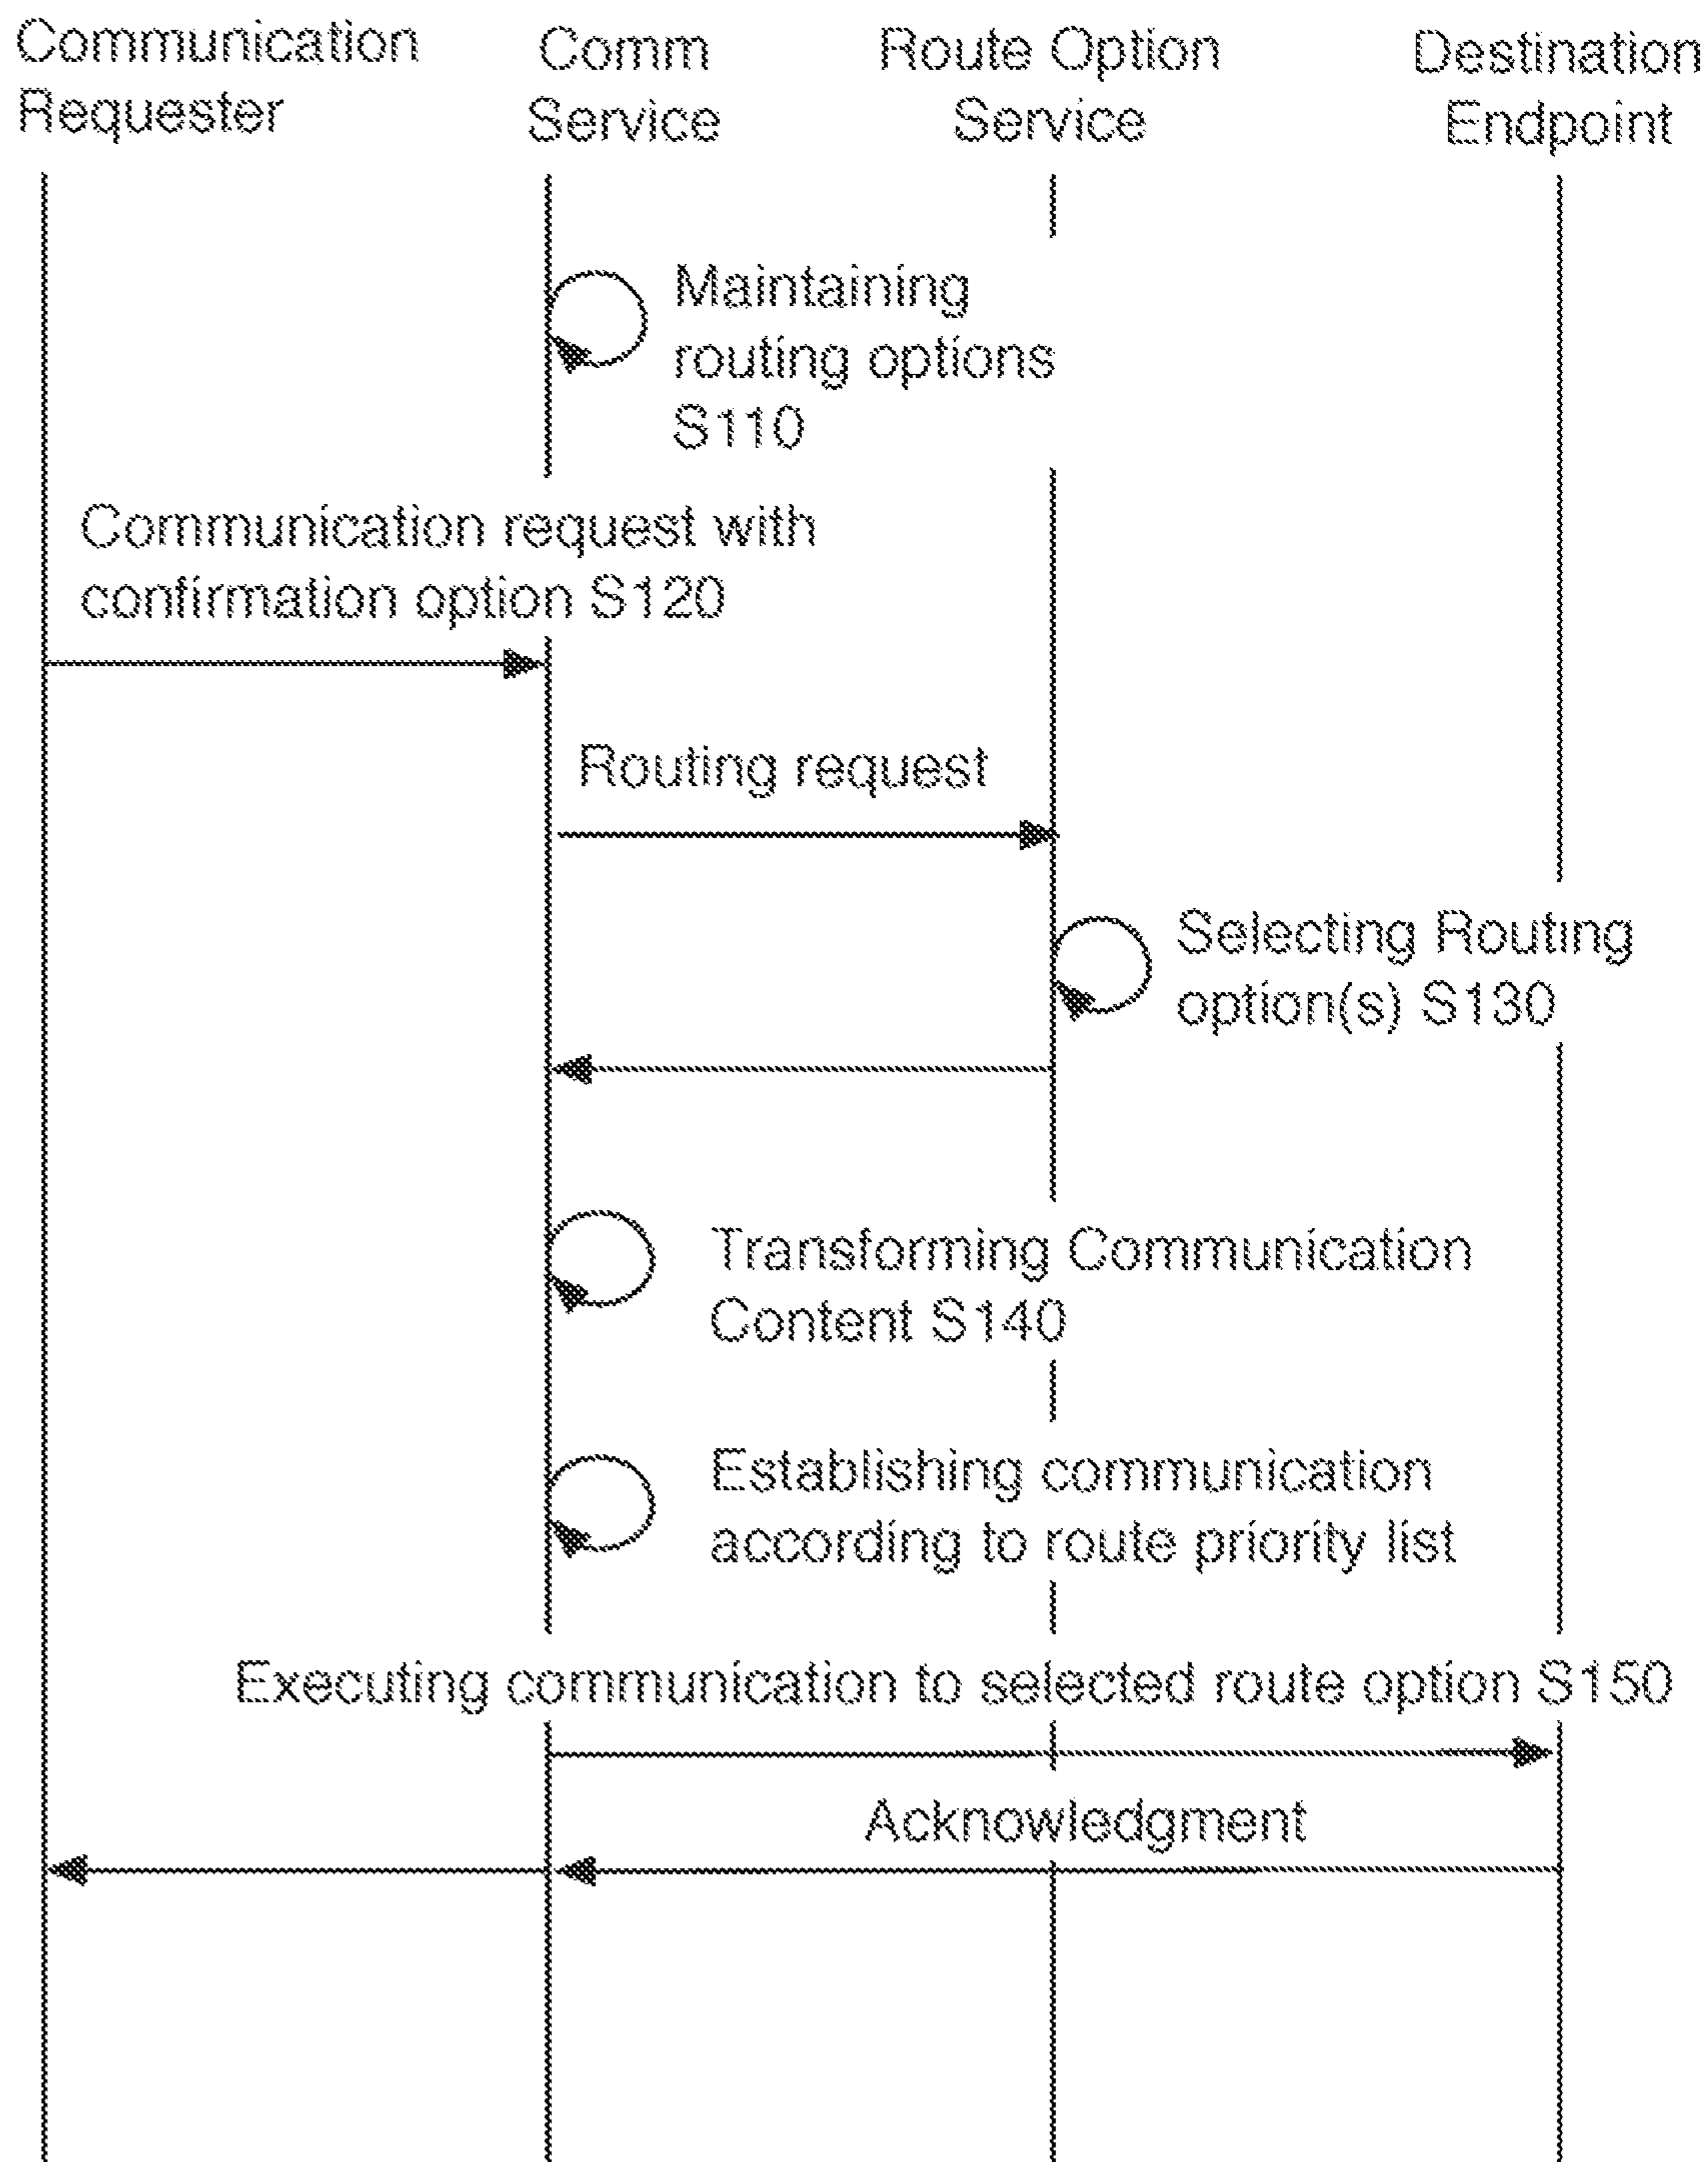 Communication
Requester
Comm
Service
Route Option
Service
Destination
Endpoint
Maintaining
routing options
S110
Communication request with
confirmation option S120
Routing request
Selecting Routing
option(s) S130
Transforming Communication
Content S140
Establishing communication
according to route priority list
Executing communication to selected route option S150
Acknowledgment